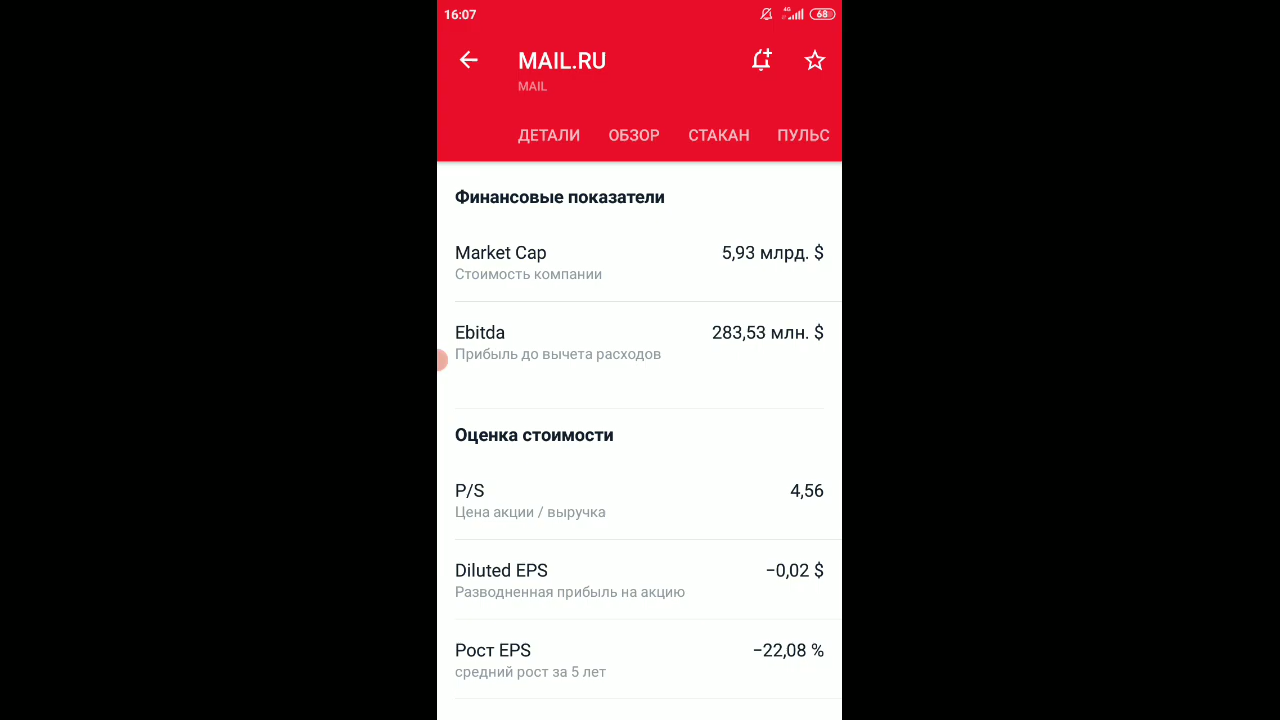 16:07
4G
68
MAIL.RU
MAIL
ДЕТАЛИ ОБЗОР СТАКАН ПУЛЬС
Финансовые показатели
Market Cap 5,93 млрд. $
Стоимость компании
Ebitda 283,53 млн. $
Прибыль до вычета расходов
Оценка стоимости
P/S 4,56
Цена акции / выручка
Diluted EPS −0,02 $
Разводненная прибыль на акцию
Рост EPS −22,08 %
средний рост за 5 лет